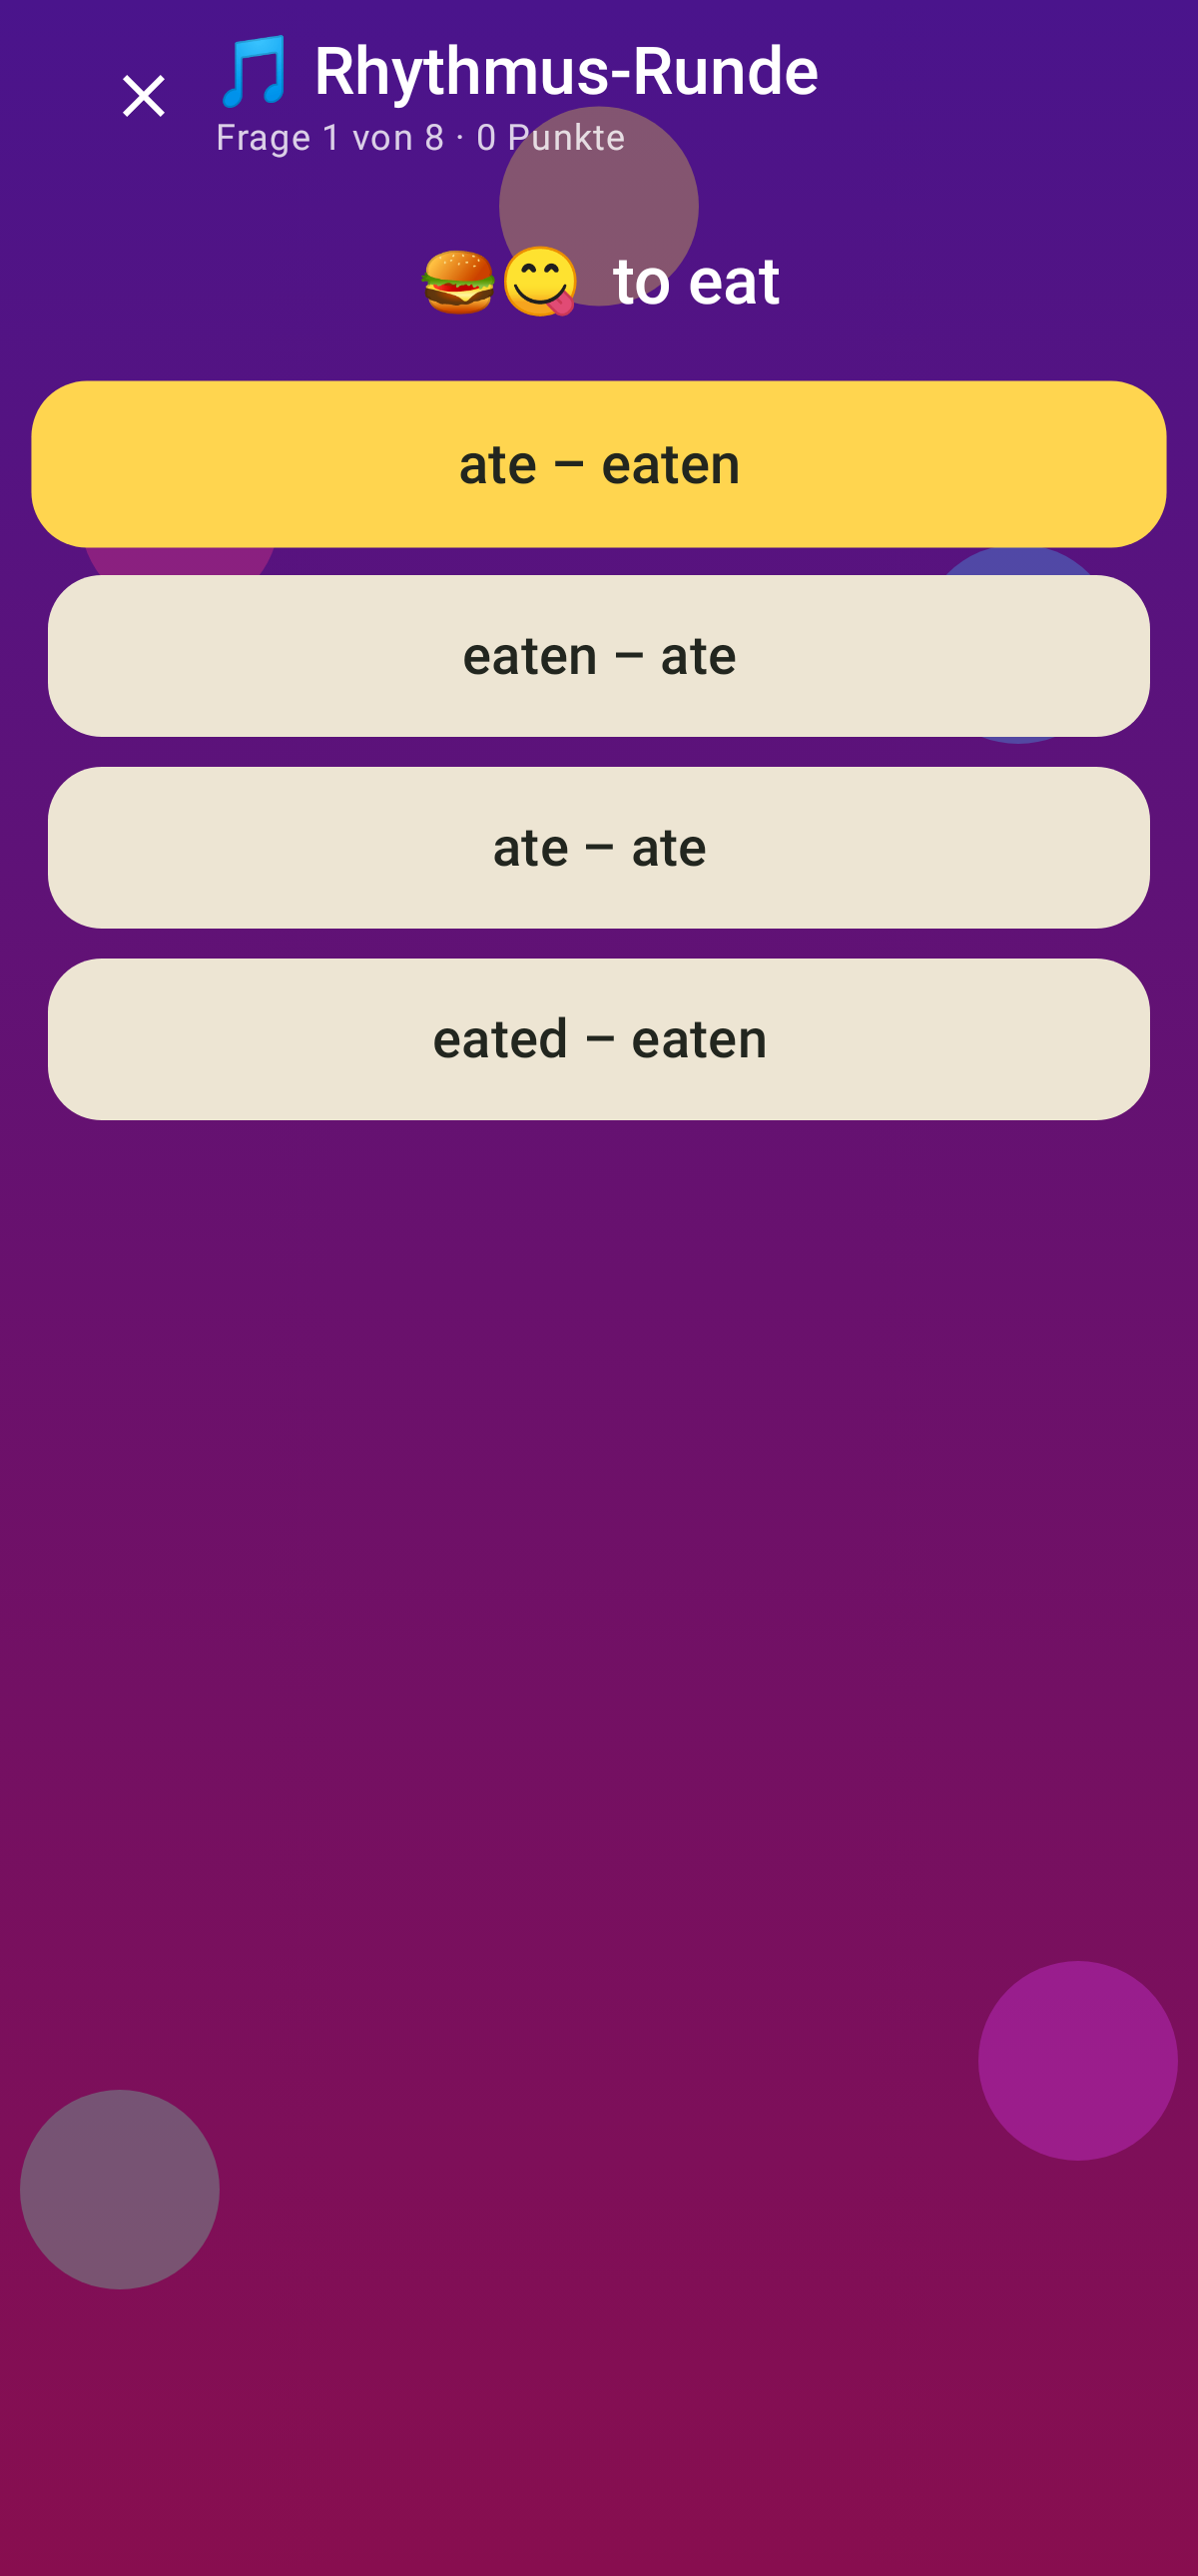 🎵 Rhythmus-Runde
Frage 1 von 8 · 0 Punkte
🍔😋 to eat
ate – eaten
eaten – ate
ate – ate
eated – eaten